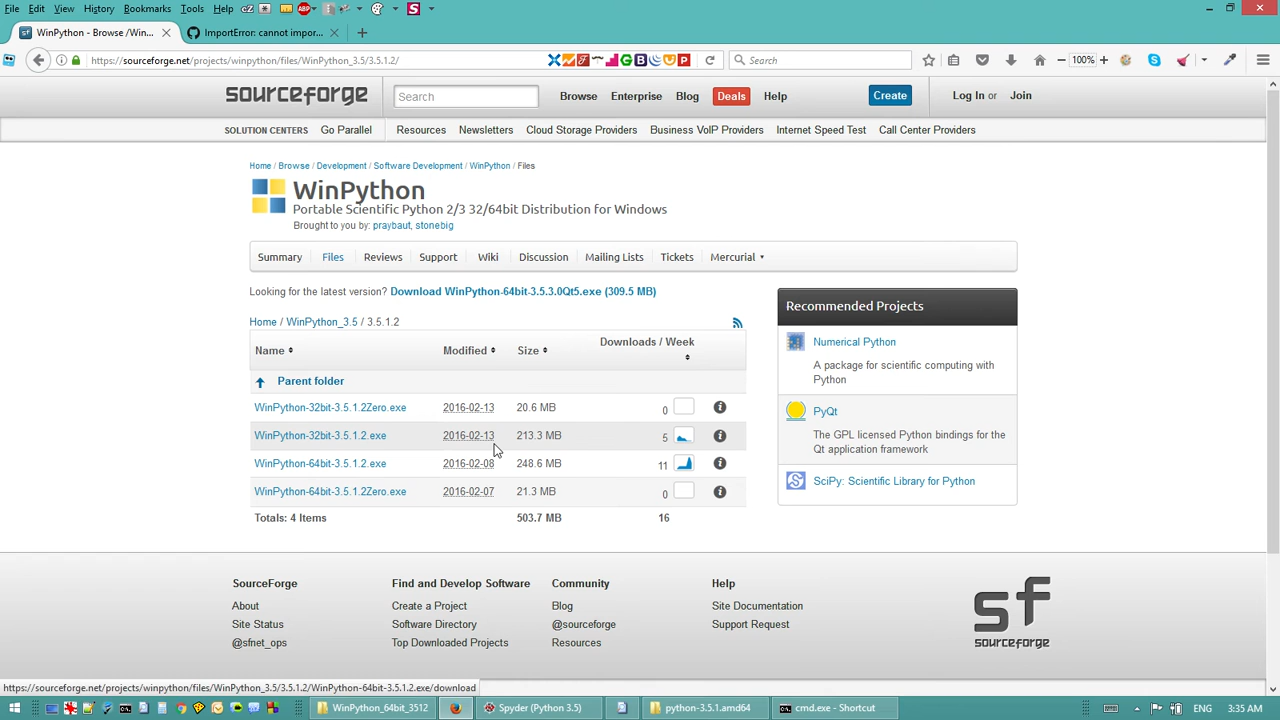 File Edit View History Bookmarks Tools Help
WinPython - Browse /Win...
ImportError: cannot impor...
https://sourceforge.net/projects/winpython/files/WinPython_3.5/3.5.1.2/
Search
100%
sourceforge
Search
Browse Enterprise Blog Deals Help
Create
Log In or Join
SOLUTION CENTERS Go Parallel Resources Newsletters Cloud Storage Providers Business VoIP Providers Internet Speed Test Call Center Providers
Home / Browse / Development / Software Development / WinPython / Files
WinPython
Portable Scientific Python 2/3 32/64bit Distribution for Windows
Brought to you by: praybaut, stonebig
Summary Files Reviews Support Wiki Discussion Mailing Lists Tickets Mercurial
Looking for the latest version? Download WinPython-64bit-3.5.3.0Qt5.exe (309.5 MB)
Home / WinPython_3.5 / 3.5.1.2
Name Modified Size Downloads / Week
Parent folder
WinPython-32bit-3.5.1.2Zero.exe 2016-02-13 20.6 MB 0
WinPython-32bit-3.5.1.2.exe 2016-02-13 213.3 MB 5
WinPython-64bit-3.5.1.2.exe 2016-02-08 248.6 MB 11
WinPython-64bit-3.5.1.2Zero.exe 2016-02-07 21.3 MB 0
Totals: 4 Items 503.7 MB 16
Recommended Projects
Numerical Python
A package for scientific computing with
Python
PyQt
The GPL licensed Python bindings for the
Qt application framework
SciPy: Scientific Library for Python
SourceForge
About
Site Status
@sfnet_ops
Find and Develop Software
Create a Project
Software Directory
Top Downloaded Projects
Community
Blog
@sourceforge
Resources
Help
Site Documentation
Support Request
sf
sourceforge
https://sourceforge.net/projects/winpython/files/WinPython_3.5/3.5.1.2/WinPython-64bit-3.5.1.2.exe/download
WinPython_64bit_3512
Spyder (Python 3.5)
python-3.5.1.amd64
cmd.exe - Shortcut
ENG 3:35 AM